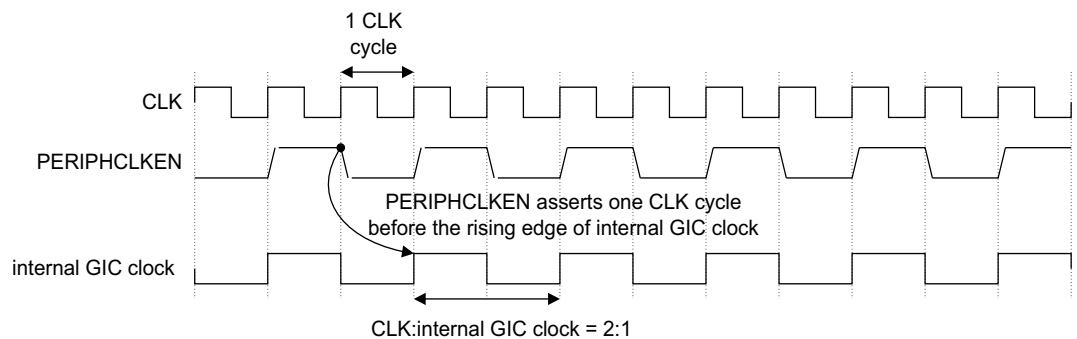 1 CLK
cycle
CLK
PERIPHCLKEN
PERIPHCLKEN asserts one CLK cycle
before the rising edge of internal GIC clock
internal GIC clock
CLK:internal GIC clock = 2:1